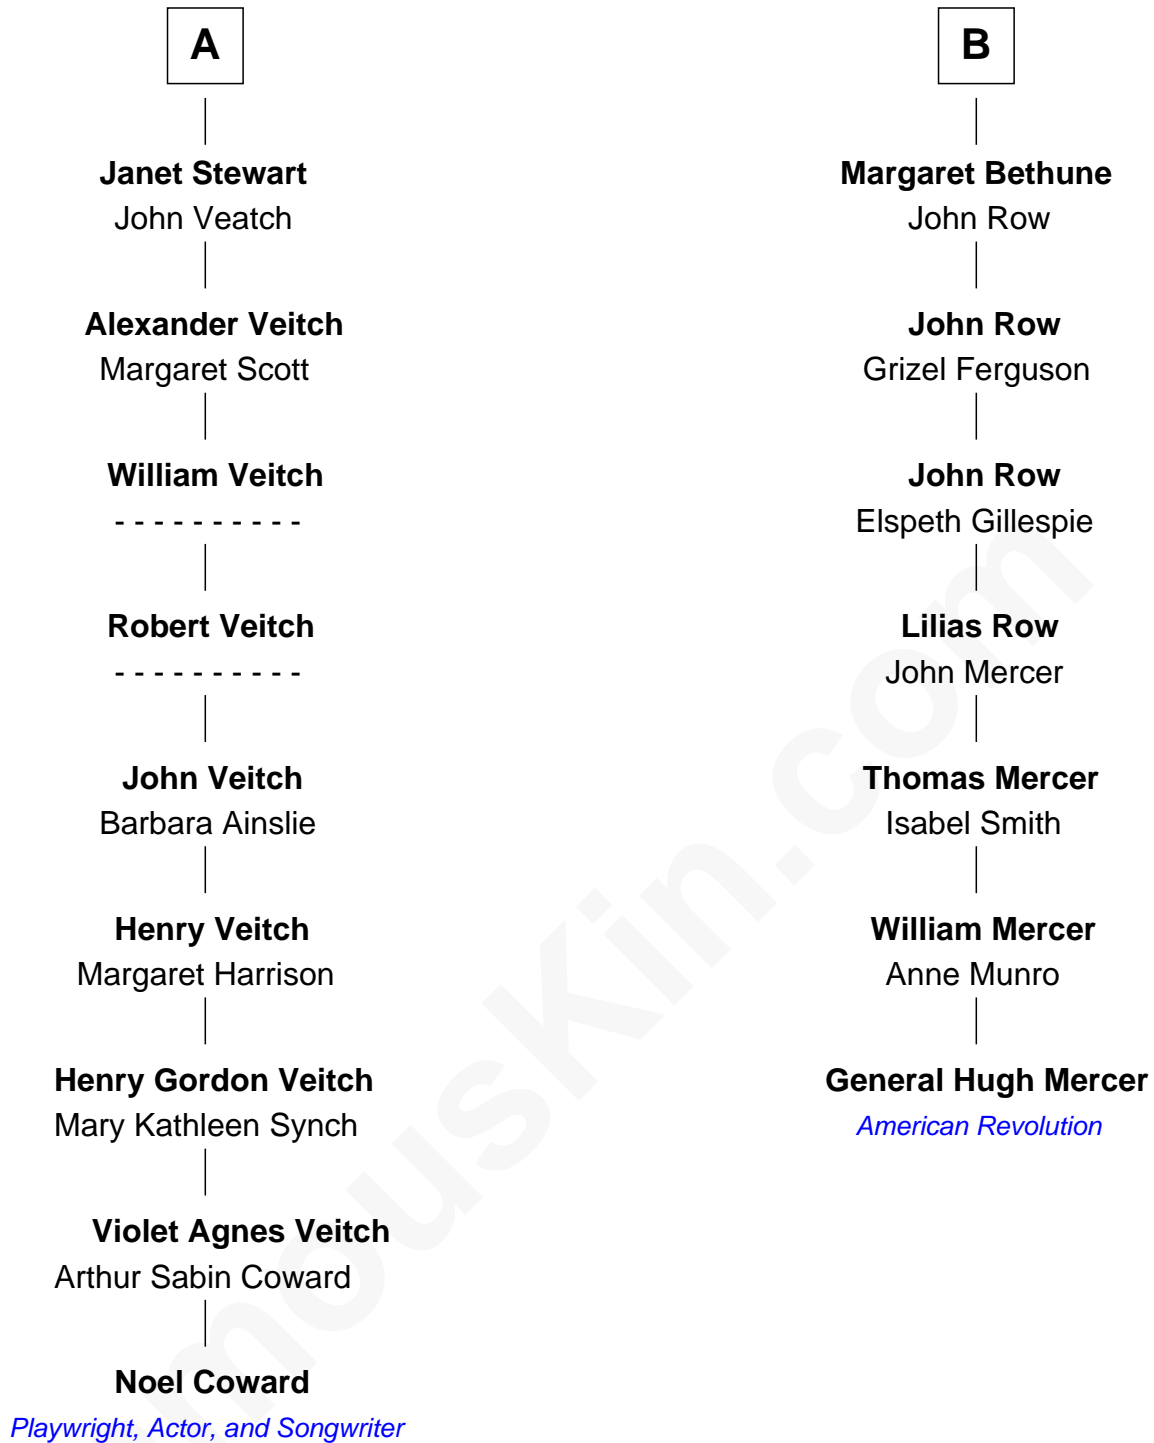 A
Janet Stewart
John Veatch
Alexander Veitch
Margaret Scott
William Veitch
- - - - - - - - - -
Robert Veitch
- - - - - - - - - -
John Veitch
Barbara Ainslie
Henry Veitch
Margaret Harrison
Henry Gordon Veitch
Mary Kathleen Synch
Violet Agnes Veitch
Arthur Sabin Coward
Noel Coward
Playwright, Actor, and Songwriter
B
Margaret Bethune
John Row
John Row
Grizel Ferguson
John Row
Elspeth Gillespie
Lilias Row
John Mercer
Thomas Mercer
Isabel Smith
William Mercer
Anne Munro
General Hugh Mercer
American Revolution
mousKin.com